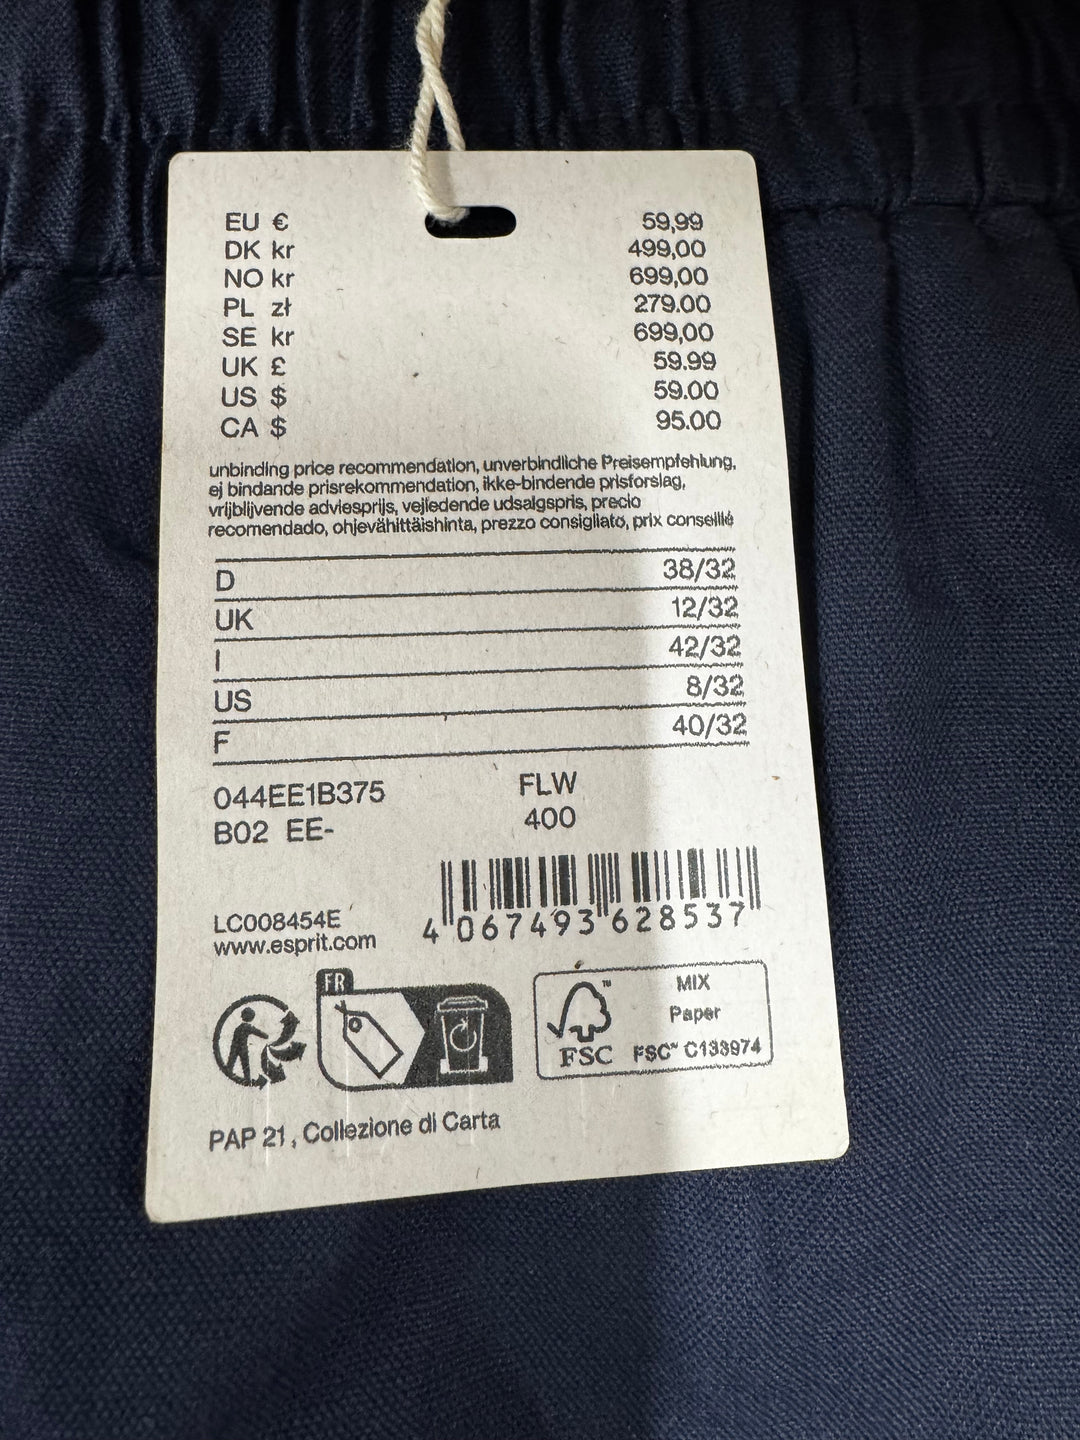 EU € 59,99
DK kr 499,00
NO kr 699,00
PL zł 279.00
SE kr 699,00
UK £ 59.99
US $ 59.00
CA $ 95.00
unbinding price recommendation, unverbindliche Preisempfehlung,
ej bindande prisrekommendation, ikke-bindende prisforslag,
vrijblijvende adviesprijs, vejledende udsalgspris, precio
recomendado, ohjevähittäishinta, prezzo consigliato, prix conseillé
D 38/32
UK 12/32
I 42/32
US 8/32
F 40/32
044EE1B375 FLW
B02 EE- 400
LC008454E
www.esprit.com
4 067493 628537
FR
FSC
MIX
Paper
FSC™ C133974
PAP 21, Collezione di Carta